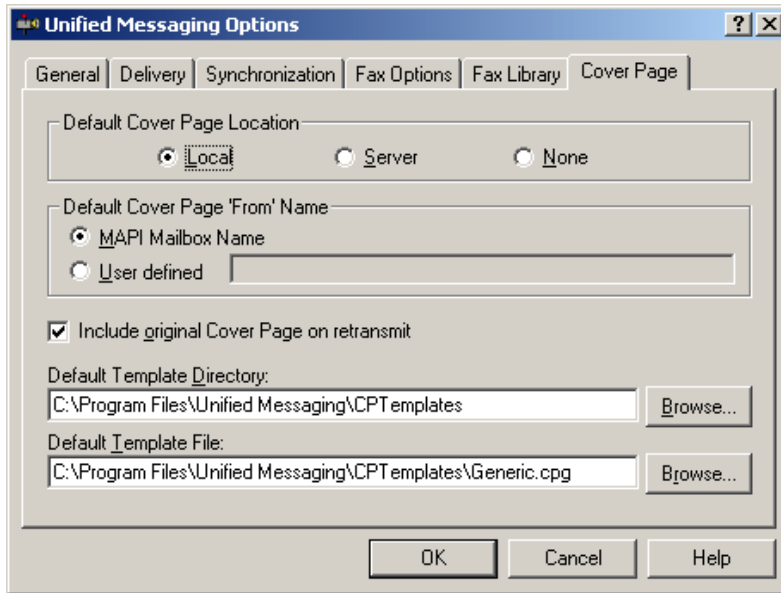 Unified Messaging Options
General Delivery Synchronization Fax Options Fax Library Cover Page
Default Cover Page Location
Local Server None
Default Cover Page 'From' Name
MAPI Mailbox Name
User defined
Include original Cover Page on retransmit
Default Template Directory:
C:\Program Files\Unified Messaging\CPTemplates Browse...
Default Template File:
C:\Program Files\Unified Messaging\CPTemplates\Generic.cpg Browse...
OK Cancel Help